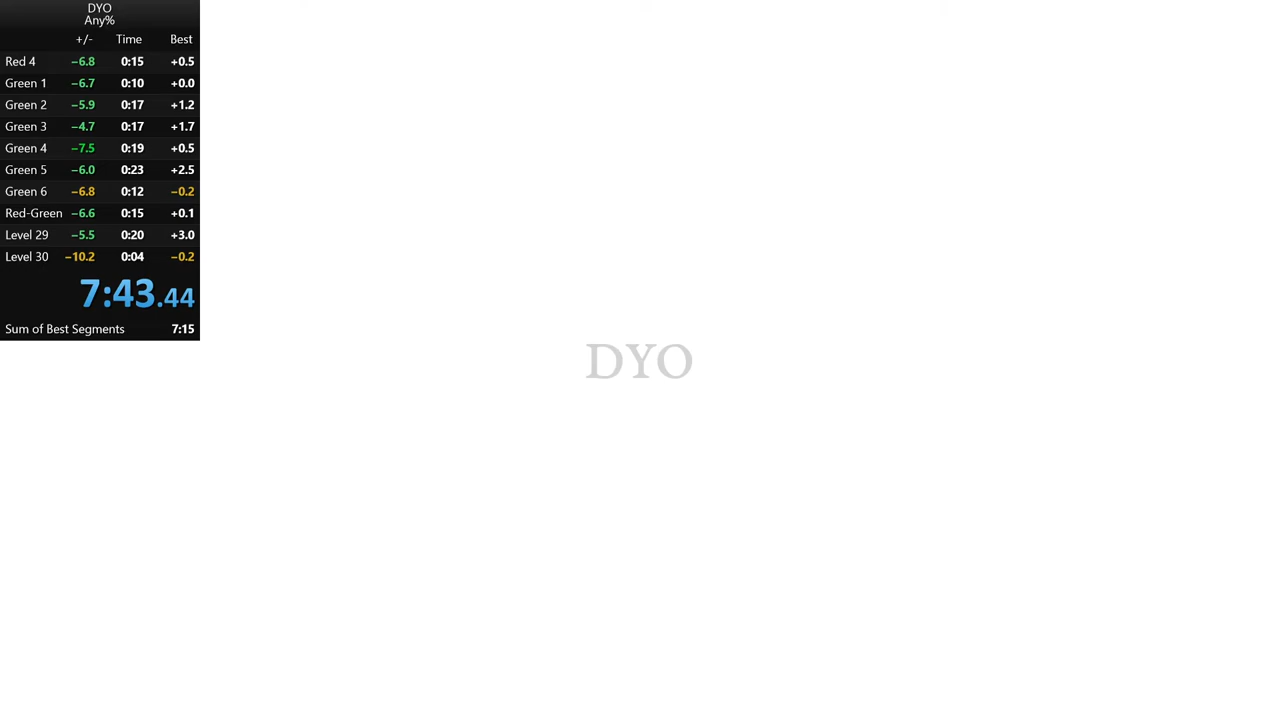 DYO
Any%
+/- Time Best
Red 4 −6.8 0:15 +0.5
Green 1 −6.7 0:10 +0.0
Green 2 −5.9 0:17 +1.2
Green 3 −4.7 0:17 +1.7
Green 4 −7.5 0:19 +0.5
Green 5 −6.0 0:23 +2.5
Green 6 −6.8 0:12 −0.2
Red-Green −6.6 0:15 +0.1
Level 29 −5.5 0:20 +3.0
Level 30 −10.2 0:04 −0.2
7:43.44
Sum of Best Segments 7:15
DYO